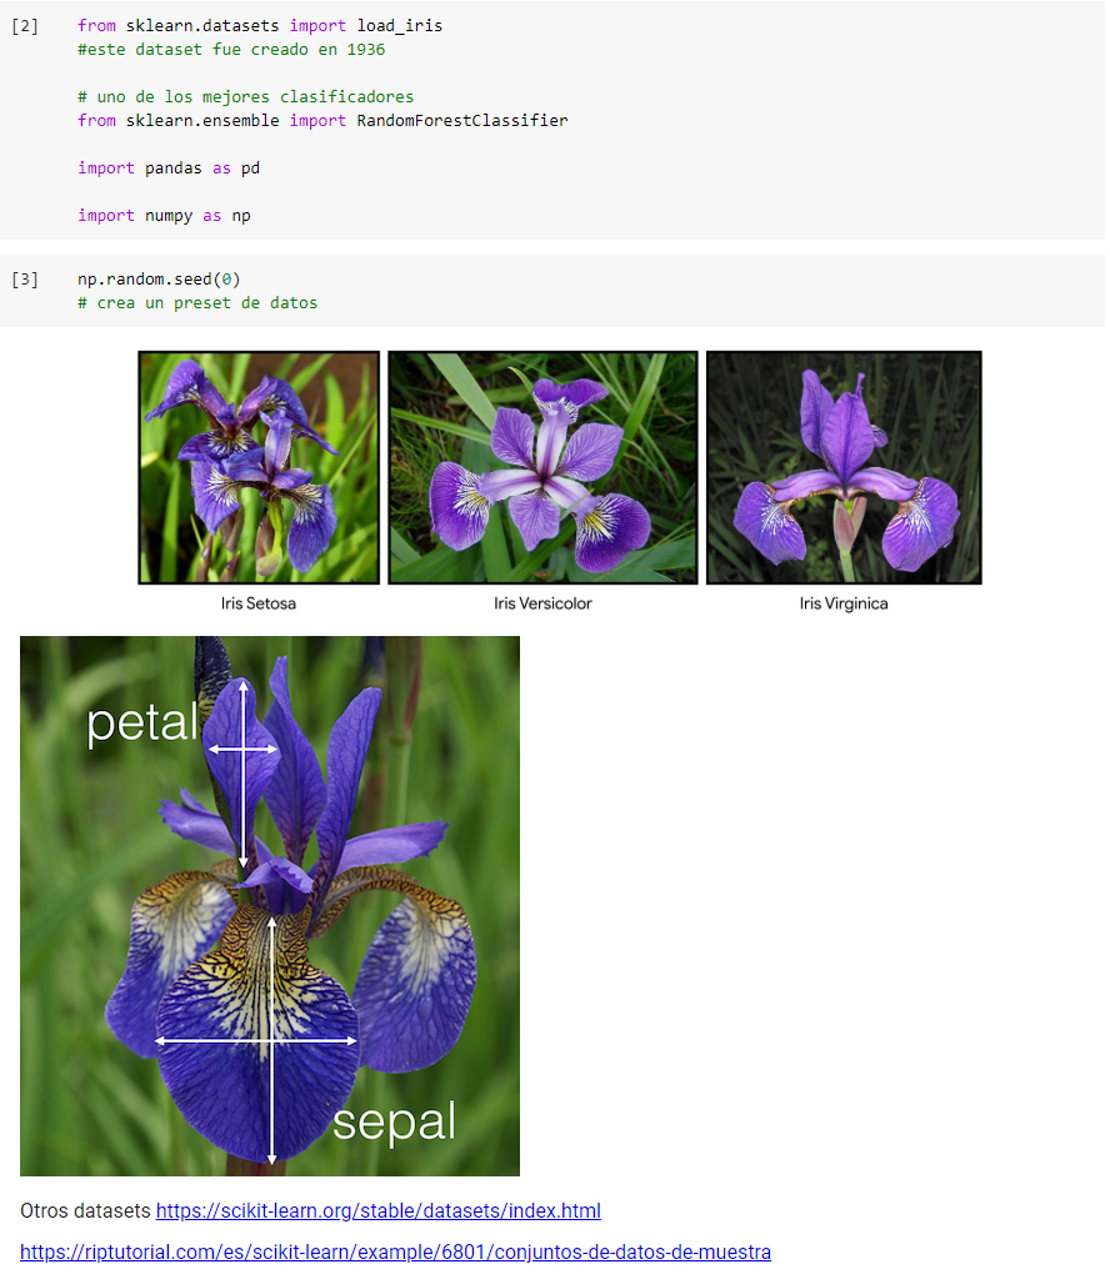 [2] from sklearn.datasets import load_iris
#este dataset fue creado en 1936
# uno de los mejores clasificadores
from sklearn.ensemble import RandomForestClassifier
import pandas as pd
import numpy as np
[3] np.random.seed(0)
# crea un preset de datos
Iris Setosa Iris Versicolor Iris Virginica
petal
sepal
Otros datasets https://scikit-learn.org/stable/datasets/index.html
https://riptutorial.com/es/scikit-learn/example/6801/conjuntos-de-datos-de-muestra